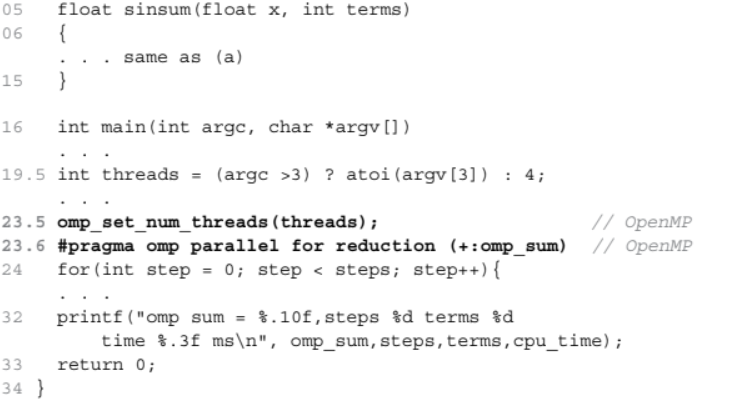 05 float sinsum(float x, int terms)
06 {
. . . same as (a)
15 }
16 int main(int argc, char *argv[])
. . .
19.5 int threads = (argc >3) ? atoi(argv[3]) : 4;
. . .
23.5 omp_set_num_threads(threads); // OpenMP
23.6 #pragma omp parallel for reduction (+:omp_sum) // OpenMP
24 for(int step = 0; step < steps; step++){
. . .
32 printf("omp sum = %.10f,steps %d terms %d
time %.3f ms\n", omp_sum,steps,terms,cpu_time);
33 return 0;
34 }